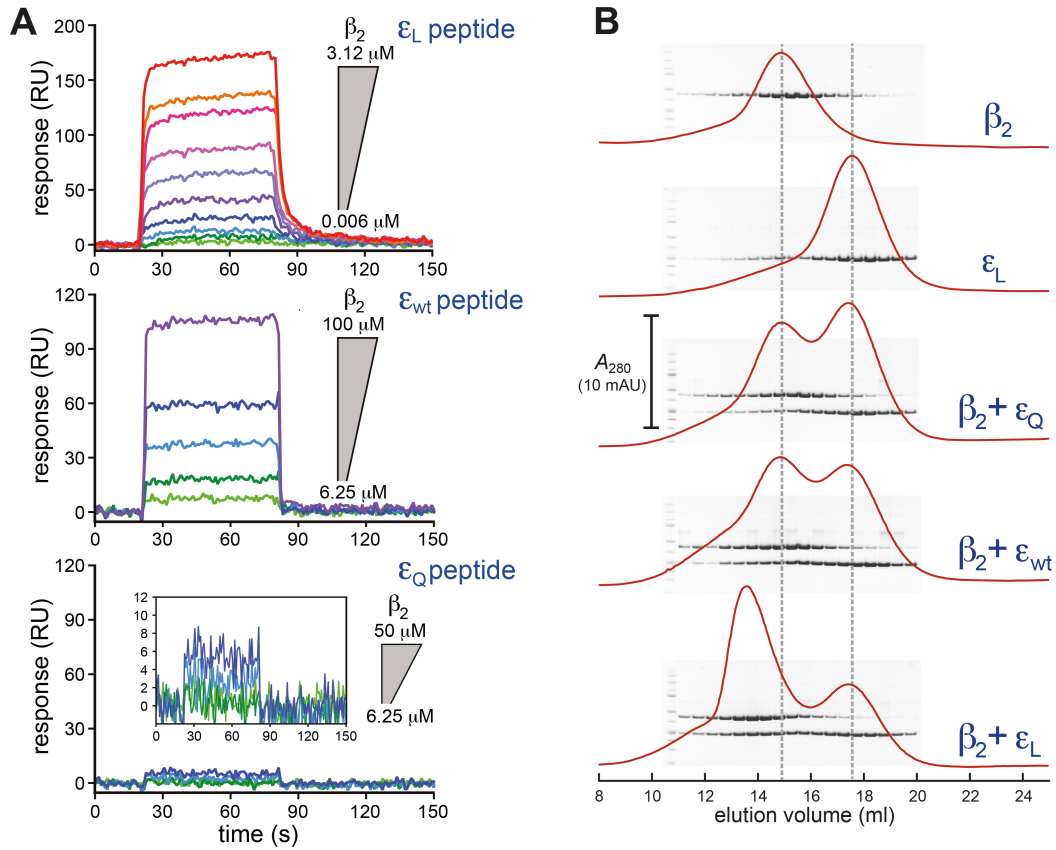 A
εL peptide
β2
3.12 µM
0.006 µM
response (RU)
200
150
100
50
0
0 30 60 90 120 150
εwt peptide
β2
100 µM
6.25 µM
response (RU)
120
90
60
30
0
0 30 60 90 120 150
εQ peptide
β2
50 µM
6.25 µM
response (RU)
120
90
60
30
0
12
10
8
6
4
2
0
0 30 60 90 120 150
0 30 60 90 120 150
time (s)
B
β2
εL
A280
(10 mAU)
β2+ εQ
β2+ εwt
β2+ εL
8 10 12 14 16 18 20 22 24
elution volume (ml)